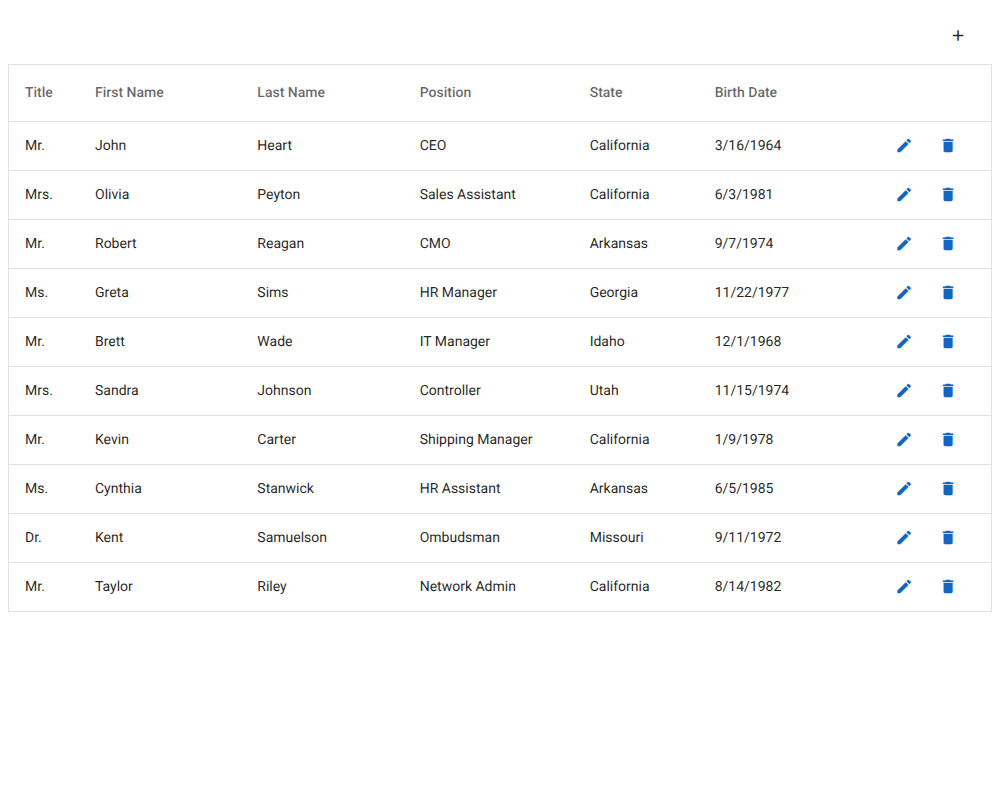 +
Title First Name Last Name Position State Birth Date
Mr. John Heart CEO California 3/16/1964
Mrs. Olivia Peyton Sales Assistant California 6/3/1981
Mr. Robert Reagan CMO Arkansas 9/7/1974
Ms. Greta Sims HR Manager Georgia 11/22/1977
Mr. Brett Wade IT Manager Idaho 12/1/1968
Mrs. Sandra Johnson Controller Utah 11/15/1974
Mr. Kevin Carter Shipping Manager California 1/9/1978
Ms. Cynthia Stanwick HR Assistant Arkansas 6/5/1985
Dr. Kent Samuelson Ombudsman Missouri 9/11/1972
Mr. Taylor Riley Network Admin California 8/14/1982